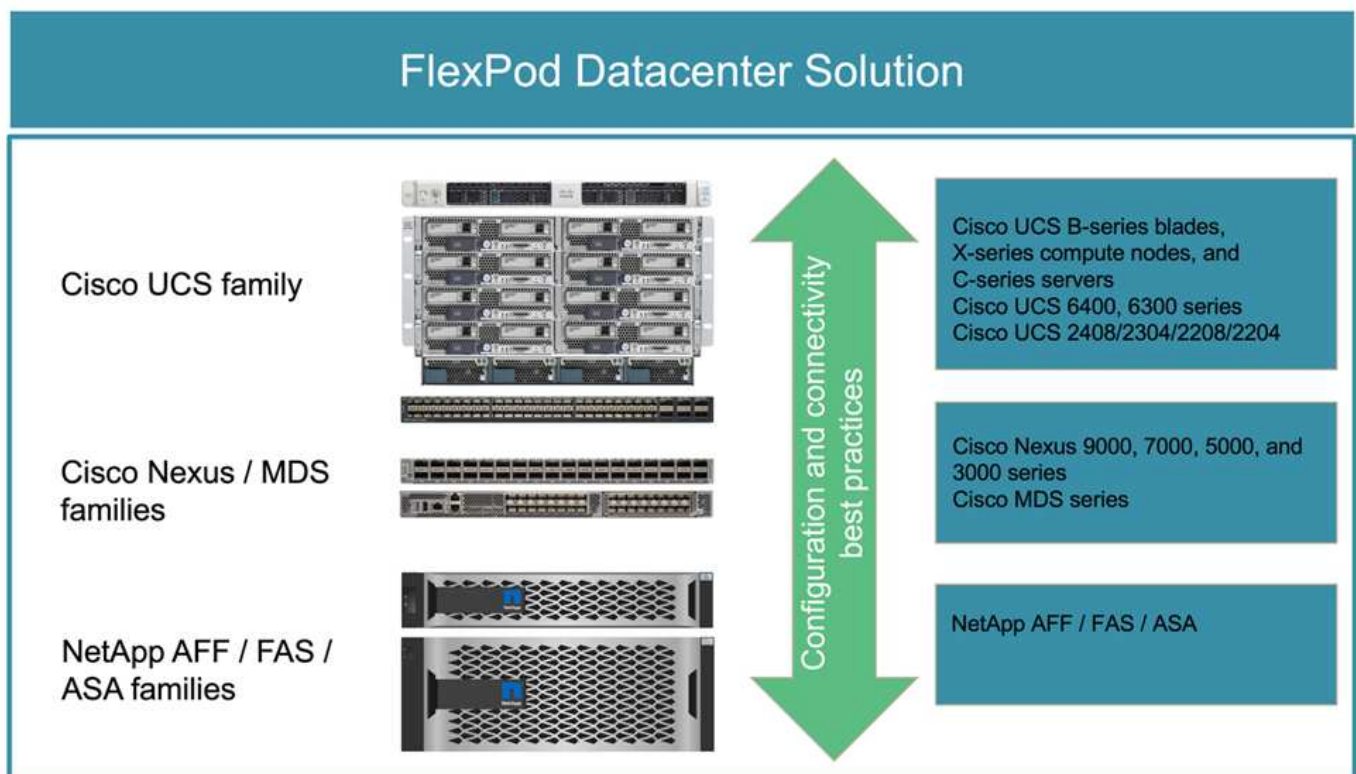 FlexPod Datacenter Solution
Cisco UCS family
Cisco UCS B-series blades,
X-series compute nodes, and
C-series servers
Cisco UCS 6400, 6300 series
Cisco UCS 2408/2304/2208/2204
Configuration and connectivity
best practices
Cisco Nexus / MDS
families
Cisco Nexus 9000, 7000, 5000, and
3000 series
Cisco MDS series
NetApp AFF / FAS /
ASA families
NetApp
NetApp
NetApp AFF / FAS / ASA